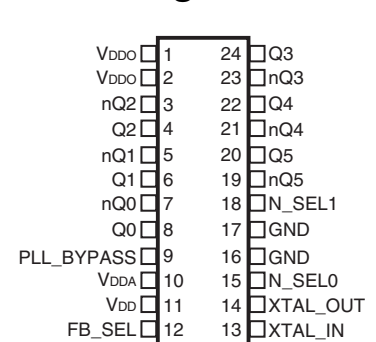 VDDO 1 24 Q3
VDDO 2 23 nQ3
nQ2 3 22 Q4
Q2 4 21 nQ4
nQ1 5 20 Q5
Q1 6 19 nQ5
nQ0 7 18 N_SEL1
Q0 8 17 GND
PLL_BYPASS 9 16 GND
VDDA 10 15 N_SEL0
VDD 11 14 XTAL_OUT
FB_SEL 12 13 XTAL_IN